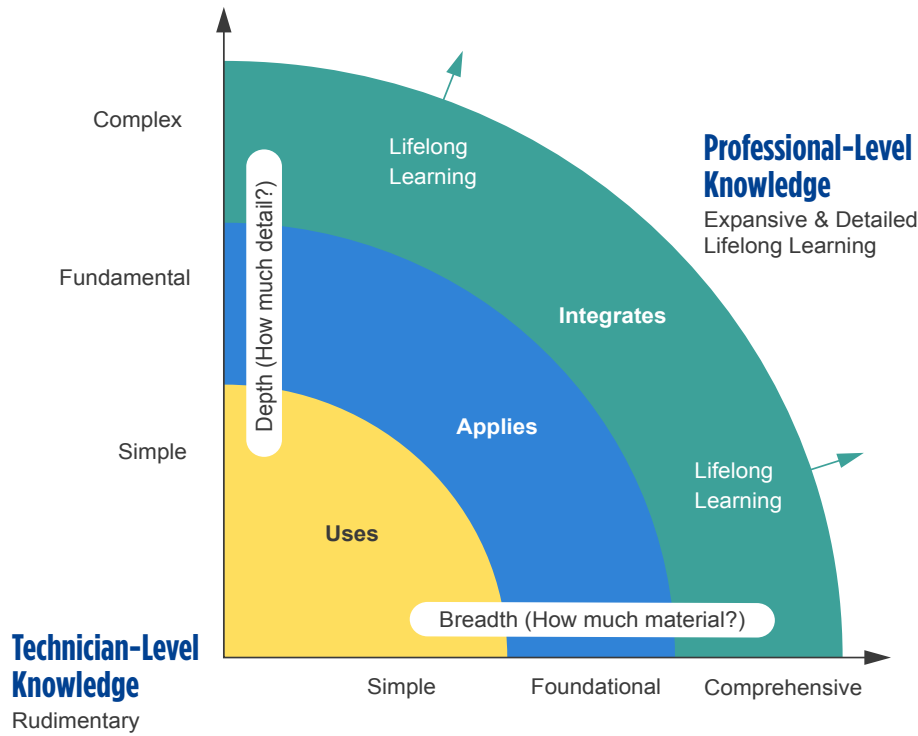 Complex
Fundamental
Simple
Depth (How much detail?)
Lifelong
Learning
Professional-Level
Knowledge
Expansive & Detailed
Lifelong Learning
Integrates
Applies
Lifelong
Learning
Uses
Breadth (How much material?)
Technician-Level
Knowledge
Rudimentary
Simple
Foundational
Comprehensive